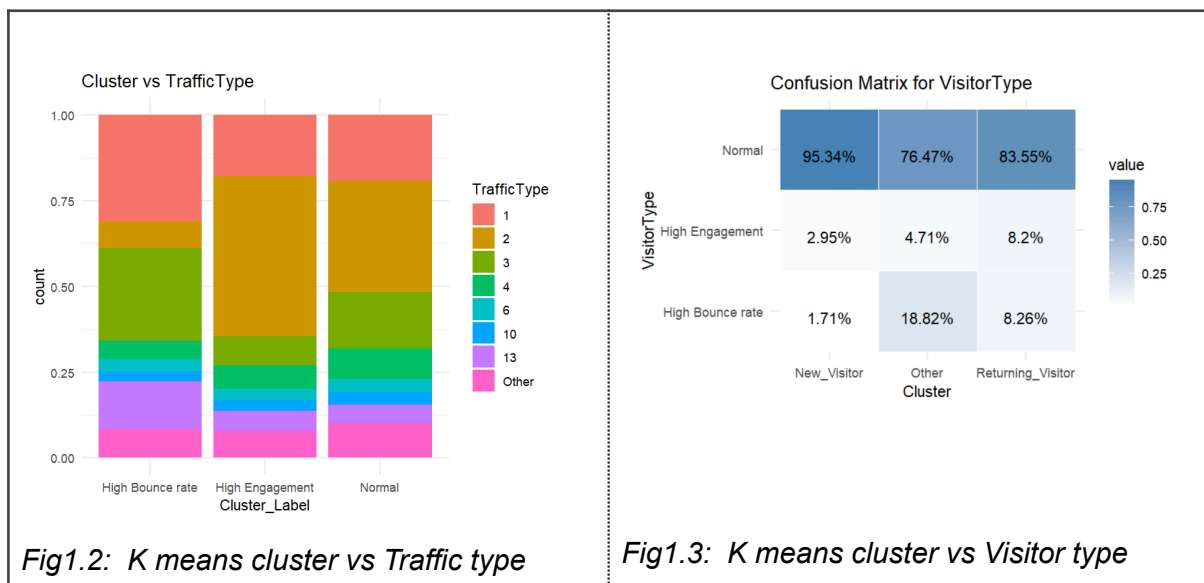 Cluster vs TrafficType
count
1.00
0.75
0.50
0.25
0.00
High Bounce rate High Engagement Normal
Cluster_Label
TrafficType
1
2
3
4
6
10
13
Other
Fig1.2: K means cluster vs Traffic type
Confusion Matrix for VisitorType
VisitorType
Normal 95.34% 76.47% 83.55%
High Engagement 2.95% 4.71% 8.2%
High Bounce rate 1.71% 18.82% 8.26%
New_Visitor Other Returning_Visitor
Cluster
value
0.75
0.50
0.25
Fig1.3: K means cluster vs Visitor type